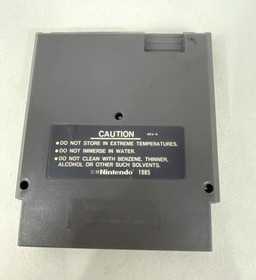 CAUTION
REV-A
•DO NOT STORE IN EXTREME TEMPERATURES.
•DO NOT IMMERSE IN WATER.
•DO NOT CLEAN WITH BENZENE, THINNER,
ALCOHOL OR OTHER SUCH SOLVENTS.
Nintendo 1985